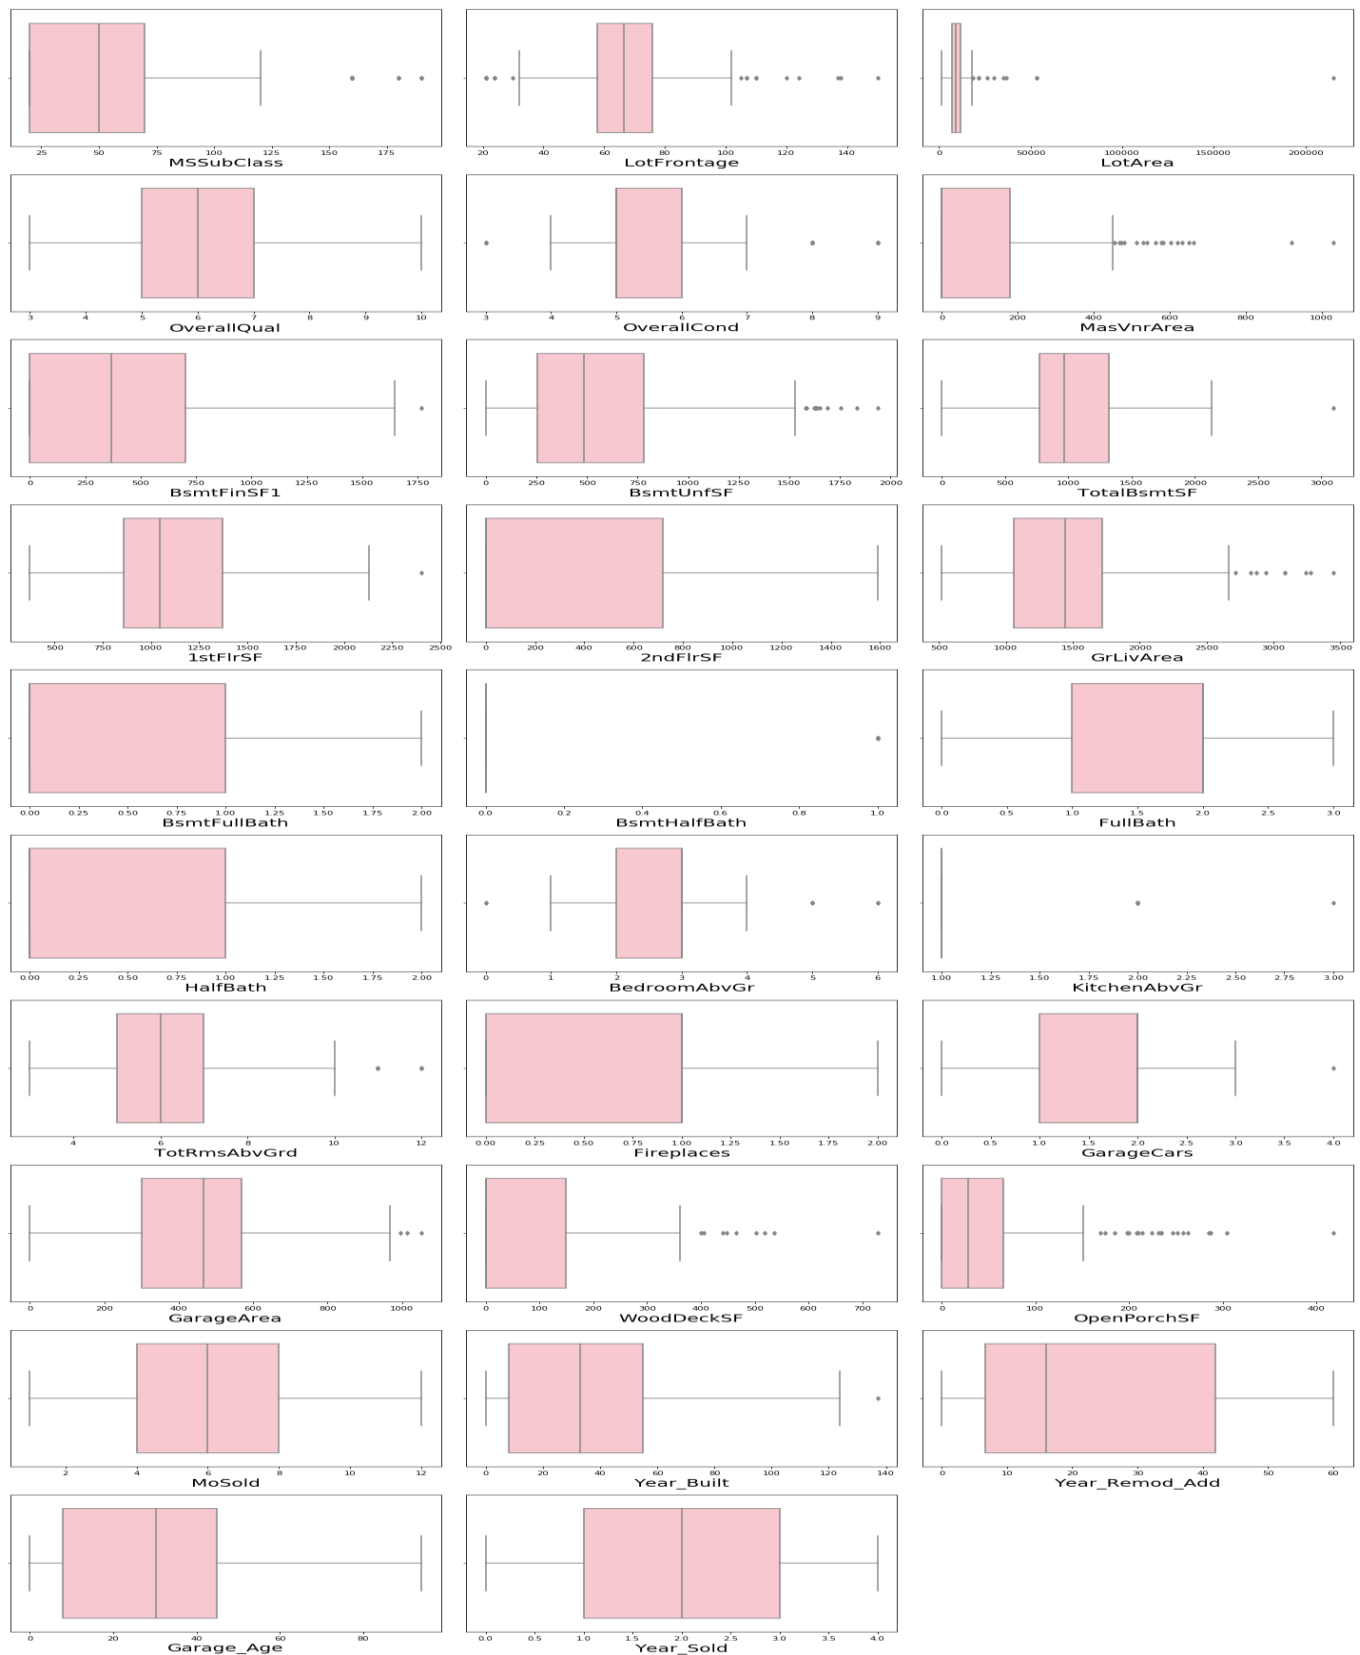 25 50 75 100 125 150 175
MSSubClass
20 40 60 80 100 120 140
LotFrontage
0 50000 100000 150000 200000
LotArea
3 4 5 6 7 8 9 10
OverallQual
3 4 5 6 7 8 9
OverallCond
0 200 400 600 800 1000
MasVnrArea
0 250 500 750 1000 1250 1500 1750
BsmtFinSF1
0 250 500 750 1000 1250 1500 1750 2000
BsmtUnfSF
0 500 1000 1500 2000 2500 3000
TotalBsmtSF
500 750 1000 1250 1500 1750 2000 2250 2500
1stFlrSF
0 200 400 600 800 1000 1200 1400 1600
2ndFlrSF
500 1000 1500 2000 2500 3000 3500
GrLivArea
0.00 0.25 0.50 0.75 1.00 1.25 1.50 1.75 2.00
BsmtFullBath
0.0 0.2 0.4 0.6 0.8 1.0
BsmtHalfBath
0.0 0.5 1.0 1.5 2.0 2.5 3.0
FullBath
0.00 0.25 0.50 0.75 1.00 1.25 1.50 1.75 2.00
HalfBath
0 1 2 3 4 5 6
BedroomAbvGr
1.00 1.25 1.50 1.75 2.00 2.25 2.50 2.75 3.00
KitchenAbvGr
4 6 8 10 12
TotRmsAbvGrd
0.00 0.25 0.50 0.75 1.00 1.25 1.50 1.75 2.00
Fireplaces
0.0 0.5 1.0 1.5 2.0 2.5 3.0 3.5 4.0
GarageCars
0 200 400 600 800 1000
GarageArea
0 100 200 300 400 500 600 700
WoodDeckSF
0 100 200 300 400
OpenPorchSF
2 4 6 8 10 12
MoSold
0 20 40 60 80 100 120 140
Year_Built
0 10 20 30 40 50 60
Year_Remod_Add
0 20 40 60 80
Garage_Age
0.0 0.5 1.0 1.5 2.0 2.5 3.0 3.5 4.0
Year_Sold